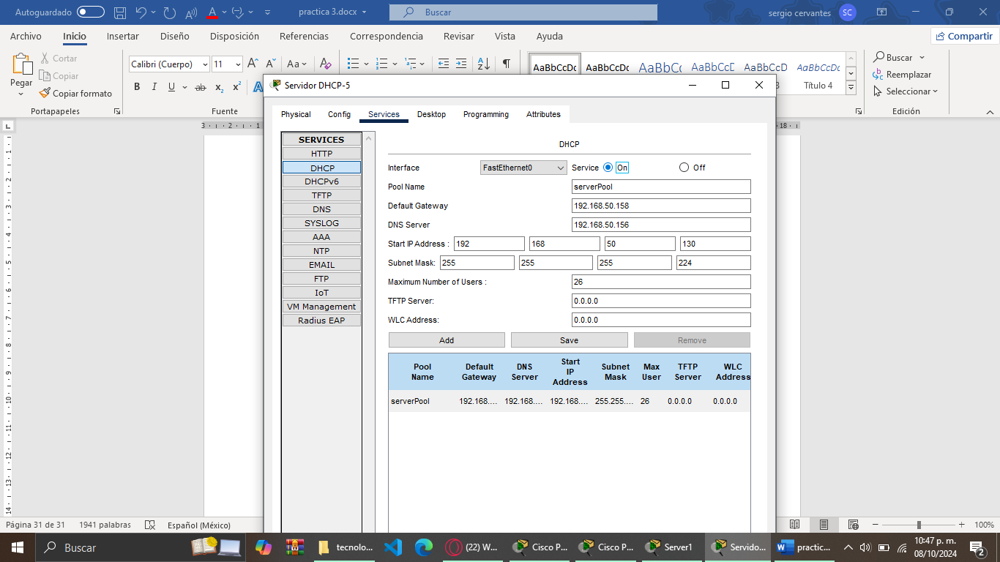 Autoguardado
practica 3.docx
Buscar
sergio cervantes
SC
Archivo Inicio Insertar Diseño Disposición Referencias Correspondencia Revisar Vista Ayuda
Compartir
Pegar
Cortar
Copiar
Copiar formato
Portapapeles
Calibri (Cuerpo) 11
Fuente
AaBbCcDc AaBbCcDc AaBbC AaBbCcD AaBbCcD AaBbCcDc
Título 4
Buscar
Reemplazar
Seleccionar
Edición
Servidor DHCP-5
Physical Config Services Desktop Programming Attributes
SERVICES
HTTP
DHCP
DHCPv6
TFTP
DNS
SYSLOG
AAA
NTP
EMAIL
FTP
IoT
VM Management
Radius EAP
DHCP
Interface FastEthernet0 Service On Off
Pool Name serverPool
Default Gateway 192.168.50.158
DNS Server 192.168.50.156
Start IP Address : 192 168 50 130
Subnet Mask: 255 255 255 224
Maximum Number of Users : 26
TFTP Server: 0.0.0.0
WLC Address: 0.0.0.0
Add Save Remove
Pool Name Default Gateway DNS Server Start IP Address Subnet Mask Max User TFTP Server WLC Address
serverPool 192.168.... 192.168.... 192.168.... 255.255.... 26 0.0.0.0 0.0.0.0
Página 31 de 31 1941 palabras Español (México)
100%
Buscar
tecnolo...
(22) W...
Cisco P...
Cisco P...
Server1
Servido...
practic...
10:47 p. m.
08/10/2024
2